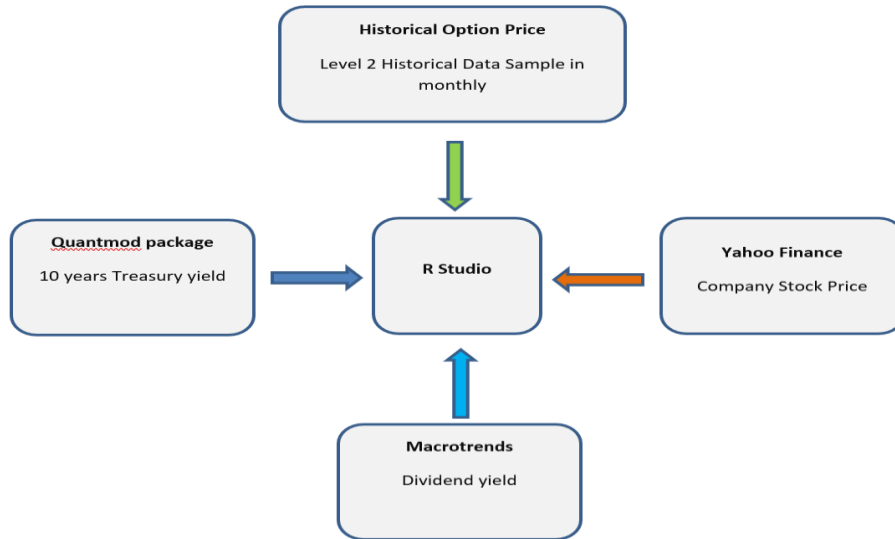 Historical Option Price
Level 2 Historical Data Sample in
monthly
Quantmod package
10 years Treasury yield
R Studio
Yahoo Finance
Company Stock Price
Macrotrends
Dividend yield